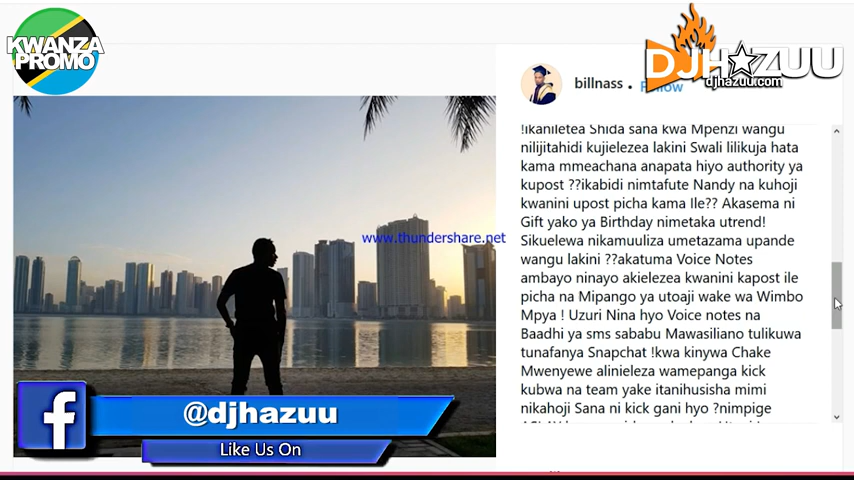 KWANZA
PROMO
DJHAZUU
djhazuu.com
billnass • Follow
!ikaniletea Shida sana kwa Mpenzi wangu
nilijitahidi kujielezea lakini Swali lilikuja hata
kama mmeachana anapata hiyo authority ya
kupost ??ikabidi nimtafute Nandy na kuhoji
kwanini upost picha kama Ile?? Akasema ni
Gift yako ya Birthday nimetaka utrend!
Sikuelewa nikamuuliza umetazama upande
wangu lakini ??akatuma Voice Notes
ambayo ninayo akielezea kwanini kapost ile
picha na Mipango ya utoaji wake wa Wimbo
Mpya ! Uzuri Nina hyo Voice notes na
Baadhi ya sms sababu Mawasiliano tulikuwa
tunafanya Snapchat !kwa kinywa Chake
Mwenyewe alinieleza wamepanga kick
kubwa na team yake itanihusisha mimi
nikahoji Sana ni kick gani hyo ?nimpige
www.thundershare.net
@djhazuu
Like Us On